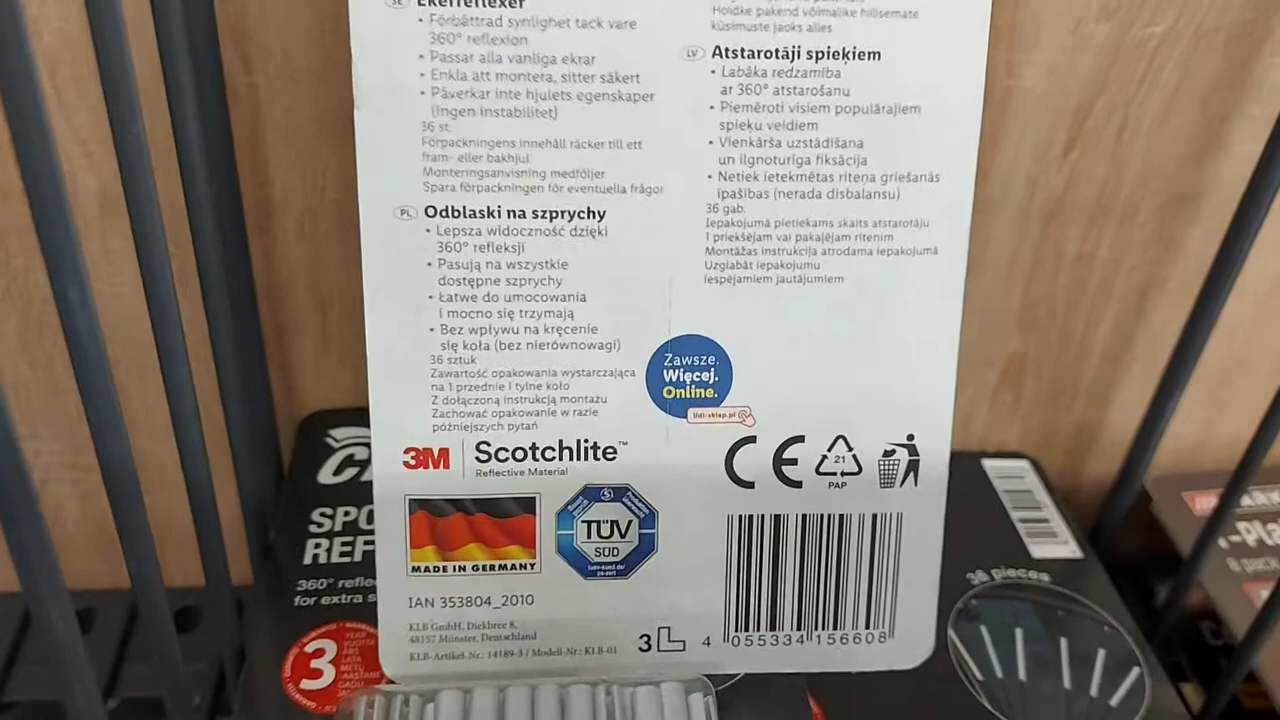 SE Ekerreflexer
• Förbättrad synlighet tack vare
360° reflexion
• Passar alla vanliga ekrar
• Enkla att montera, sitter säkert
• Påverkar inte hjulets egenskaper
(ingen instabilitet)
36 st.
Förpackningens innehåll räcker till ett
fram- eller bakhjul
Monteringsanvisning medföljer
Spara förpackningen för eventuella frågor
PL Odblaski na szprychy
• Lepsza widoczność dzięki
360° refleksji
• Pasują na wszystkie
dostępne szprychy
• Łatwe do umocowania
i mocno się trzymają
• Bez wpływu na kręcenie
się koła (bez nierównowagi)
36 sztuk
Zawartość opakowania wystarczająca
na 1 przednie i tylne koło
Z dołączoną instrukcją montażu
Zachować opakowanie w razie
późniejszych pytań
Hoidke pakend võimalike hilisemate
küsimuste jaoks alles
LV Atstarotāji spieķiem
• Labāka redzamība
ar 360° atstarošanu
• Piemēroti visiem populārajiem
spieķu veidiem
• Vienkārša uzstādīšana
un ilgnoturīga fiksācija
• Netiek ietekmētas riteņa griešanās
īpašības (nerada disbalansu)
36 gab.
Iepakojumā pietiekams skaits atstarotāju
1 priekšējam vai pakaļējam ritenim
Montāžas instrukcija atrodama iepakojumā
Uzglabāt iepakojumu
iespējamiem jautājumiem
Zawsze.
Więcej.
Online.
lidl-sklep.pl
3M Scotchlite™
Reflective Material
CE
21
PAP
MADE IN GERMANY
TÜV
SÜD
tuev-sued.de/
ps-zert
IAN 353804_2010
KLB GmbH, Diekbree 8,
48157 Münster, Deutschland
KLB-Artikel-Nr.: 14189-3 / Modell-Nr.: KLB-01
3 L
4 055334 156608
SPO
REF
360° refle
for extra s
3
YEAR
36 pieces